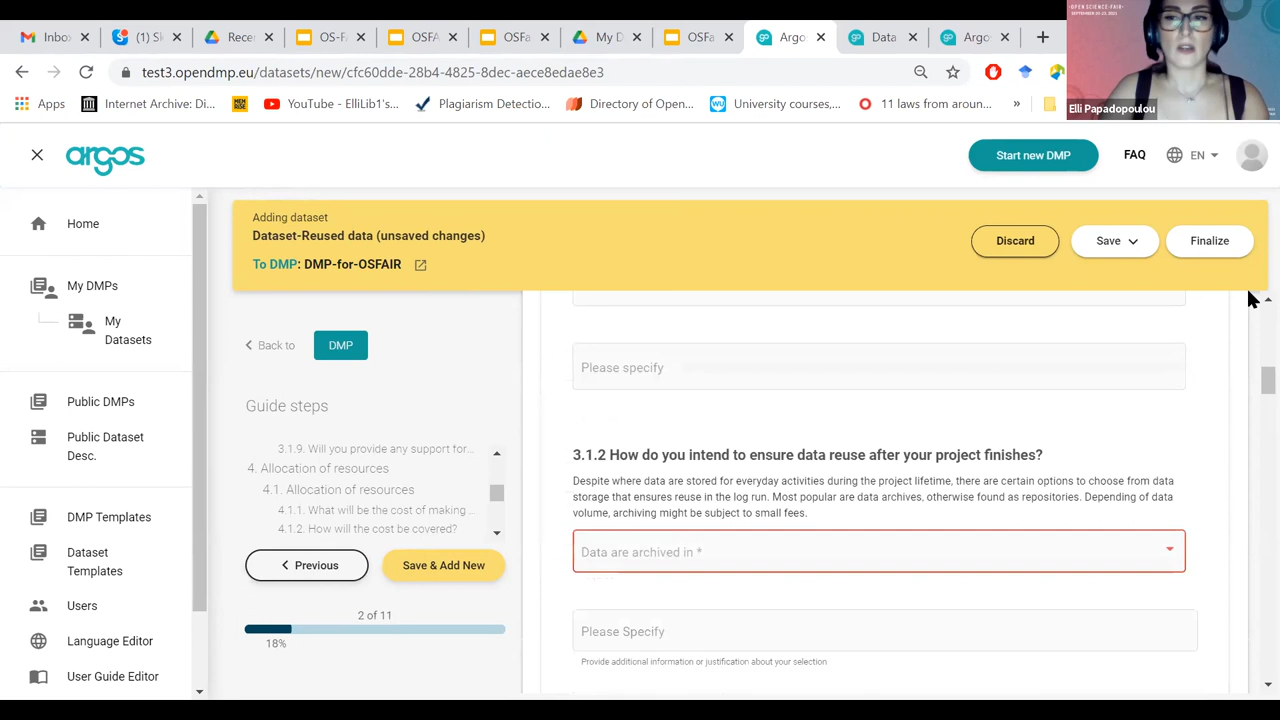 Inbox
(1) Sk
Recen
OS-FA
OSFA
OSFa
My D
OSFa
Argo
Data
Argo
OPEN SCIENCE FAIR
test3.opendmp.eu/datasets/new/cf60dde-28b4-4825-8dec-aece8edae8e3
Apps
Internet Archive: Di...
YouTube - ElliLib1's...
Plagiarism Detectio...
Directory of Open...
University courses,...
11 laws from aroun...
»
Elli Papadopoulou
argos
Start new DMP
FAQ
EN
Home
My DMPs
My
Datasets
Public DMPs
Public Dataset
Desc.
DMP Templates
Dataset
Templates
Users
Language Editor
User Guide Editor
Adding dataset
Dataset-Reused data (unsaved changes)
To DMP: DMP-for-OSFAIR
Discard
Save
Finalize
Back to
DMP
Guide steps
3.1.9. Will you provide any support for...
4. Allocation of resources
4.1. Allocation of resources
4.1.1. What will be the cost of making ...
4.1.2. How will the cost be covered?
Previous
Save & Add New
2 of 11
18%
Please specify
3.1.2 How do you intend to ensure data reuse after your project finishes?
Despite where data are stored for everyday activities during the project lifetime, there are certain options to choose from data
storage that ensures reuse in the log run. Most popular are data archives, otherwise found as repositories. Depending of data
volume, archiving might be subject to small fees.
Data are archived in *
Please Specify
Provide additional information or justification about your selection